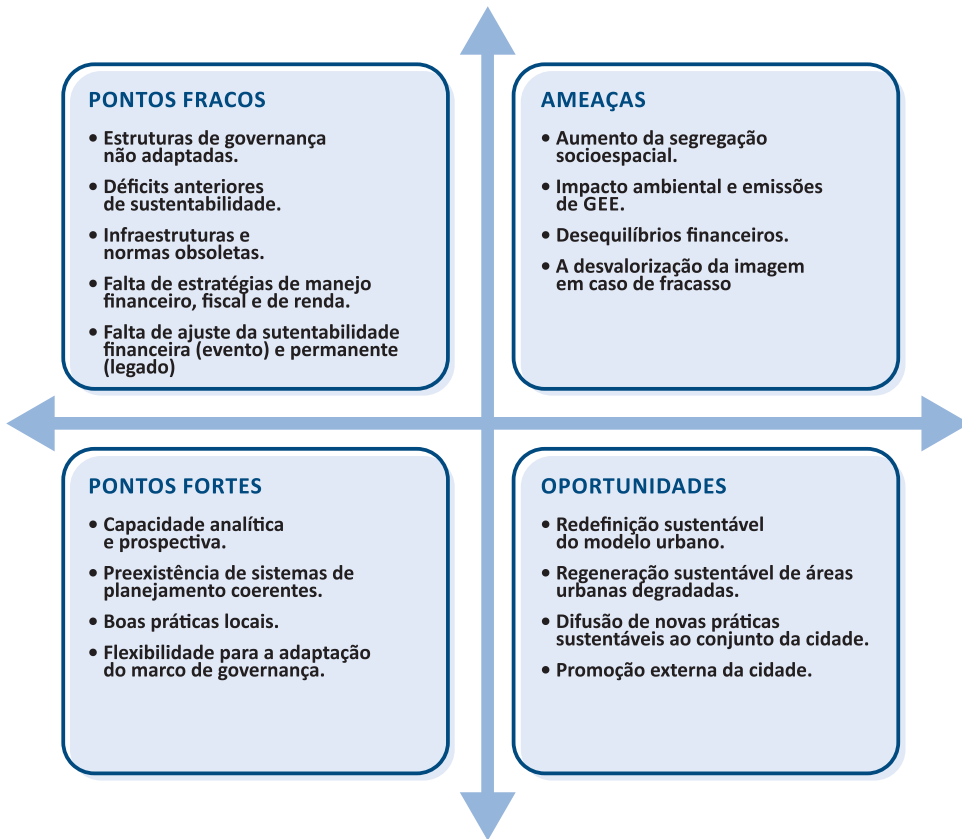 PONTOS FRACOS
• Estruturas de governança
não adaptadas.
• Déficits anteriores
de sustentabilidade.
• Infraestruturas e
normas obsoletas.
• Falta de estratégias de manejo
financeiro, fiscal e de renda.
• Falta de ajuste da sutentabilidade
financeira (evento) e permanente
(legado)
AMEAÇAS
• Aumento da segregação
socioespacial.
• Impacto ambiental e emissões
de GEE.
• Desequilíbrios financeiros.
• A desvalorização da imagem
em caso de fracasso
PONTOS FORTES
• Capacidade analítica
e prospectiva.
• Preexistência de sistemas de
planejamento coerentes.
• Boas práticas locais.
• Flexibilidade para a adaptação
do marco de governança.
OPORTUNIDADES
• Redefinição sustentável
do modelo urbano.
• Regeneração sustentável de áreas
urbanas degradadas.
• Difusão de novas práticas
sustentáveis ao conjunto da cidade.
• Promoção externa da cidade.